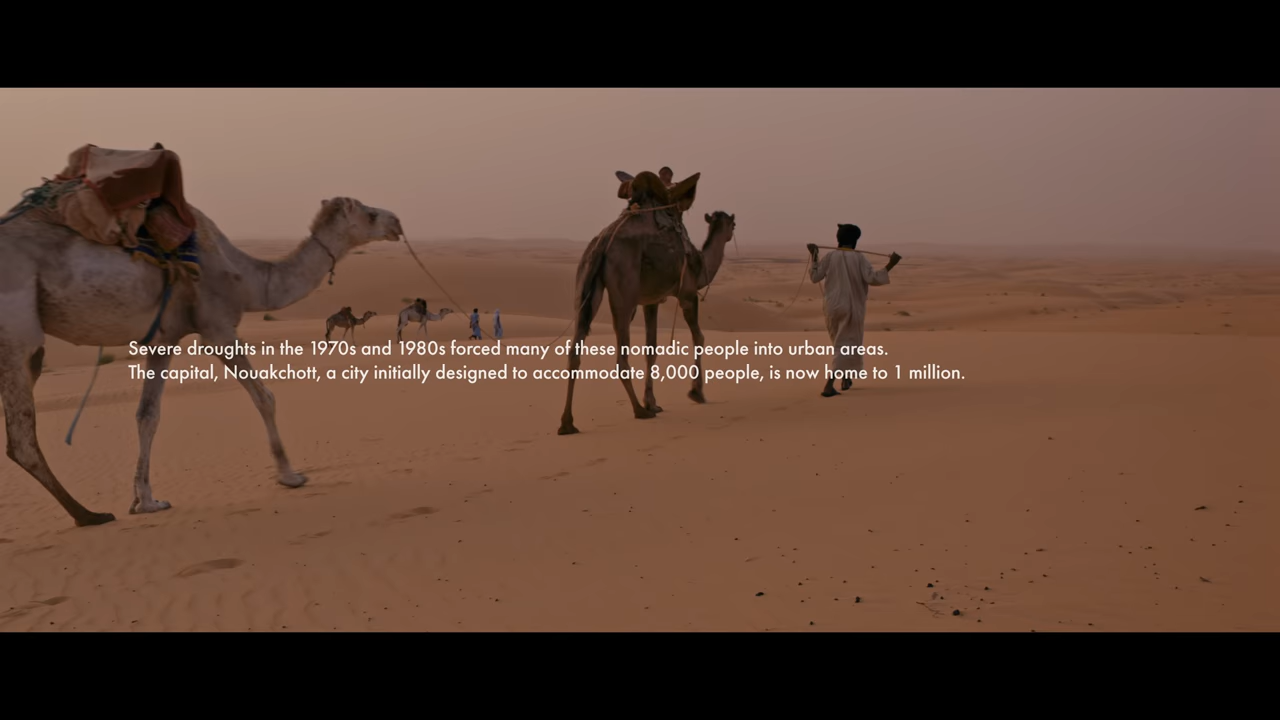 Severe droughts in the 1970s and 1980s forced many of these nomadic people into urban areas.
The capital, Nouakchott, a city initially designed to accommodate 8,000 people, is now home to 1 million.